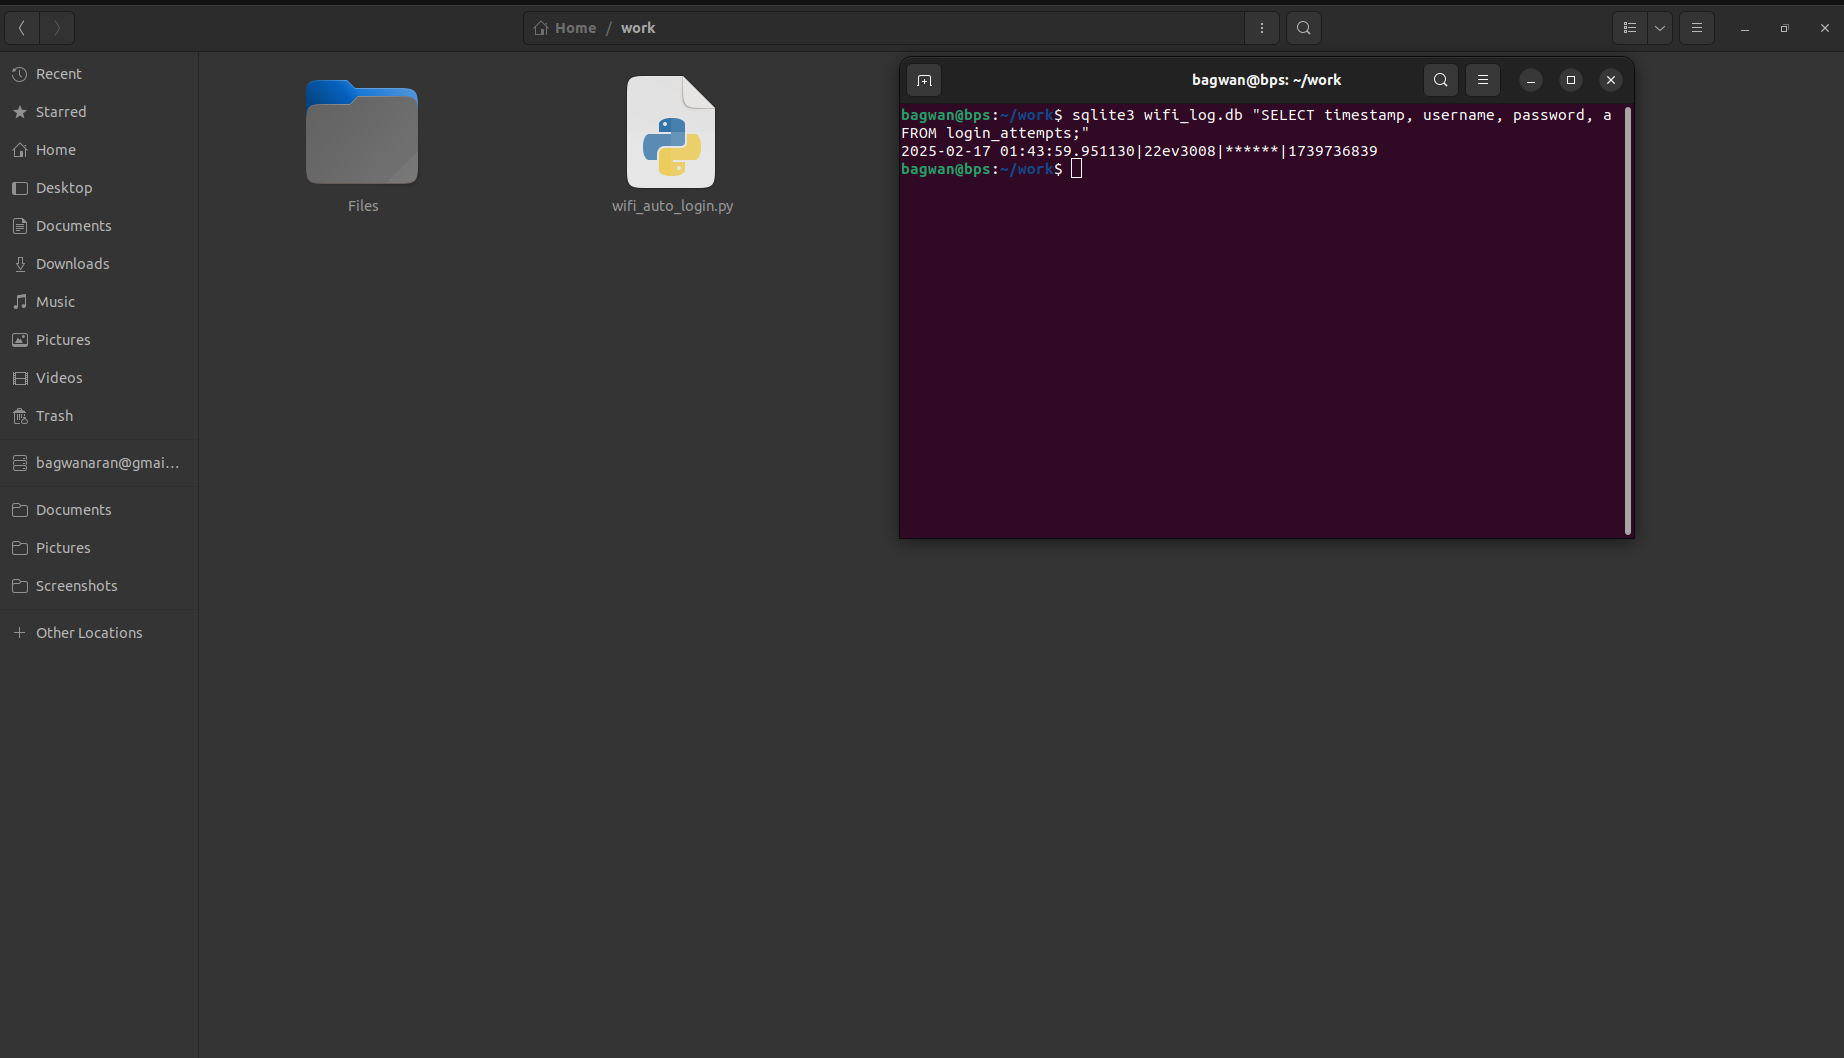 Home / work
Recent
Starred
Home
Desktop
Documents
Downloads
Music
Pictures
Videos
Trash
bagwanaran@gmai...
Documents
Pictures
Screenshots
Other Locations
Files
wifi_auto_login.py
bagwan@bps: ~/work
bagwan@bps:~/work$ sqlite3 wifi_log.db "SELECT timestamp, username, password, a
FROM login_attempts;"
2025-02-17 01:43:59.951130|22ev3008|******|1739736839
bagwan@bps:~/work$